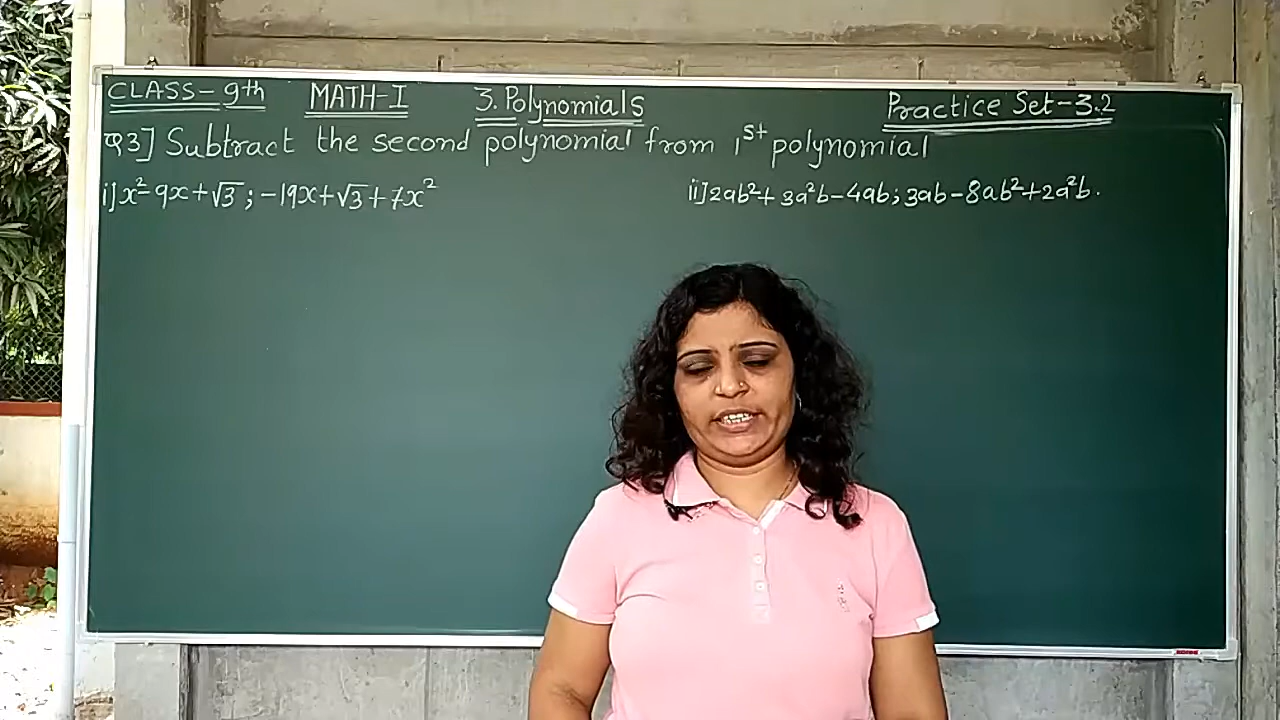 CLASS-9th MATH-I 3. Polynomials Practice Set-3.2
Q3] Subtract the second polynomial from 1st polynomial
i] x²-9x+√3 ; -19x+√3+7x² ii] 2ab²+3a²b-4ab; 3ab-8ab²+2a²b.